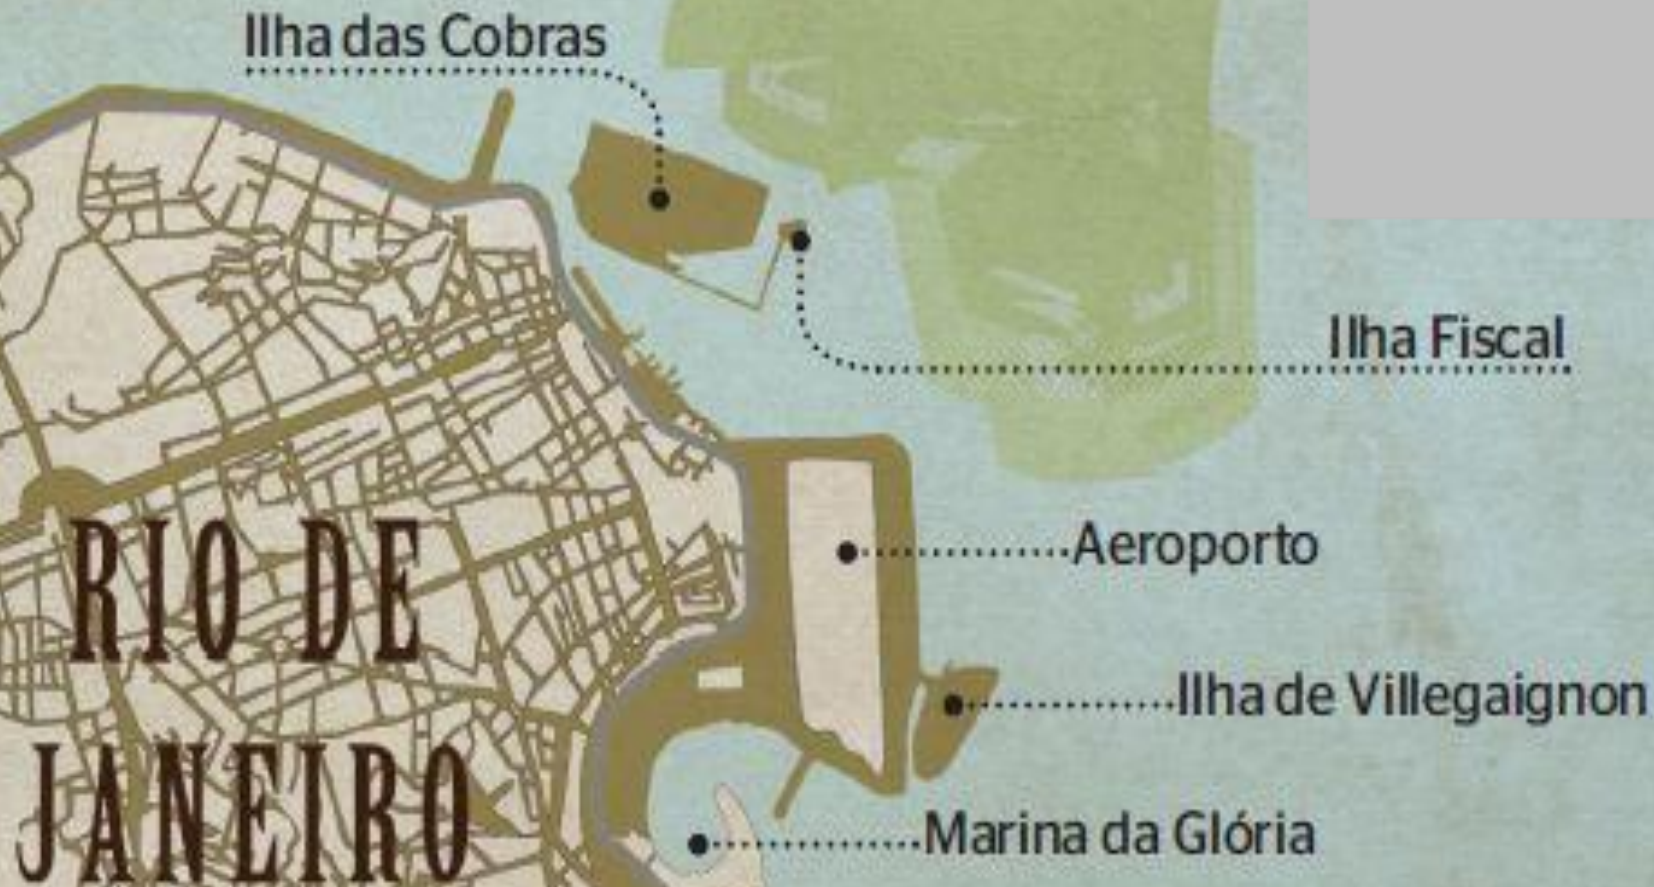 Ilha das Cobras
Ilha Fiscal
Aeroporto
RIO DE
JANEIRO
Ilha de Villegaignon
Marina da Glória